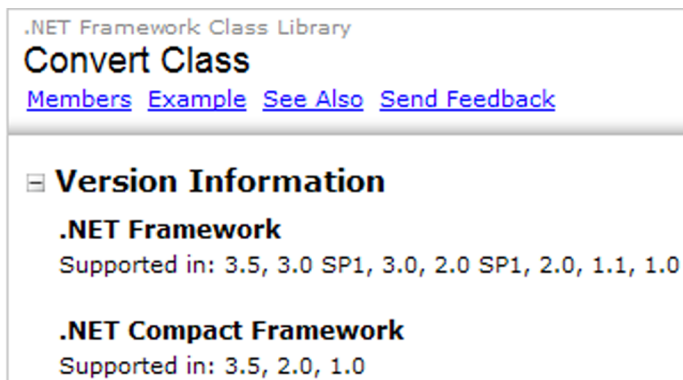 .NET Framework Class Library
Convert Class
Members Example See Also Send Feedback
Version Information
.NET Framework
Supported in: 3.5, 3.0 SP1, 3.0, 2.0 SP1, 2.0, 1.1, 1.0
.NET Compact Framework
Supported in: 3.5, 2.0, 1.0